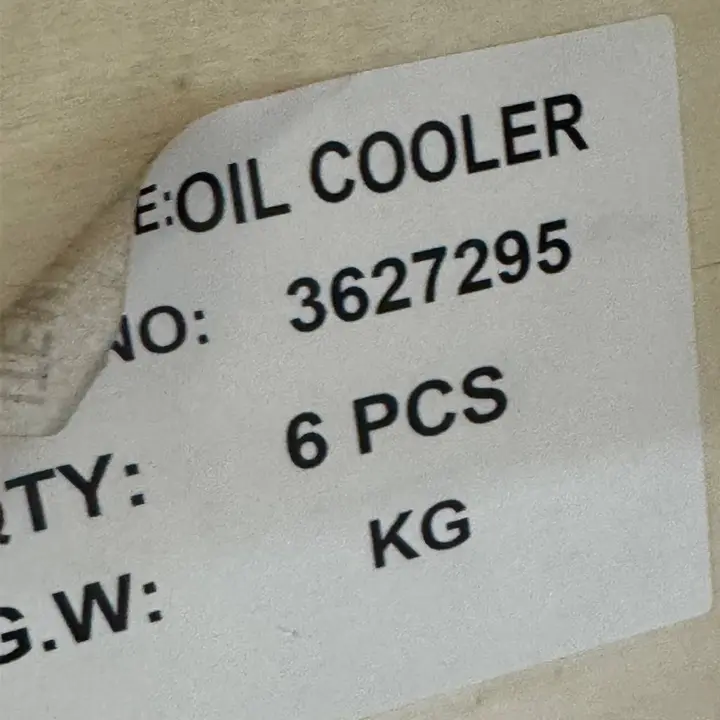 E:OIL COOLER
NO: 3627295
QTY: 6 PCS
G.W: KG